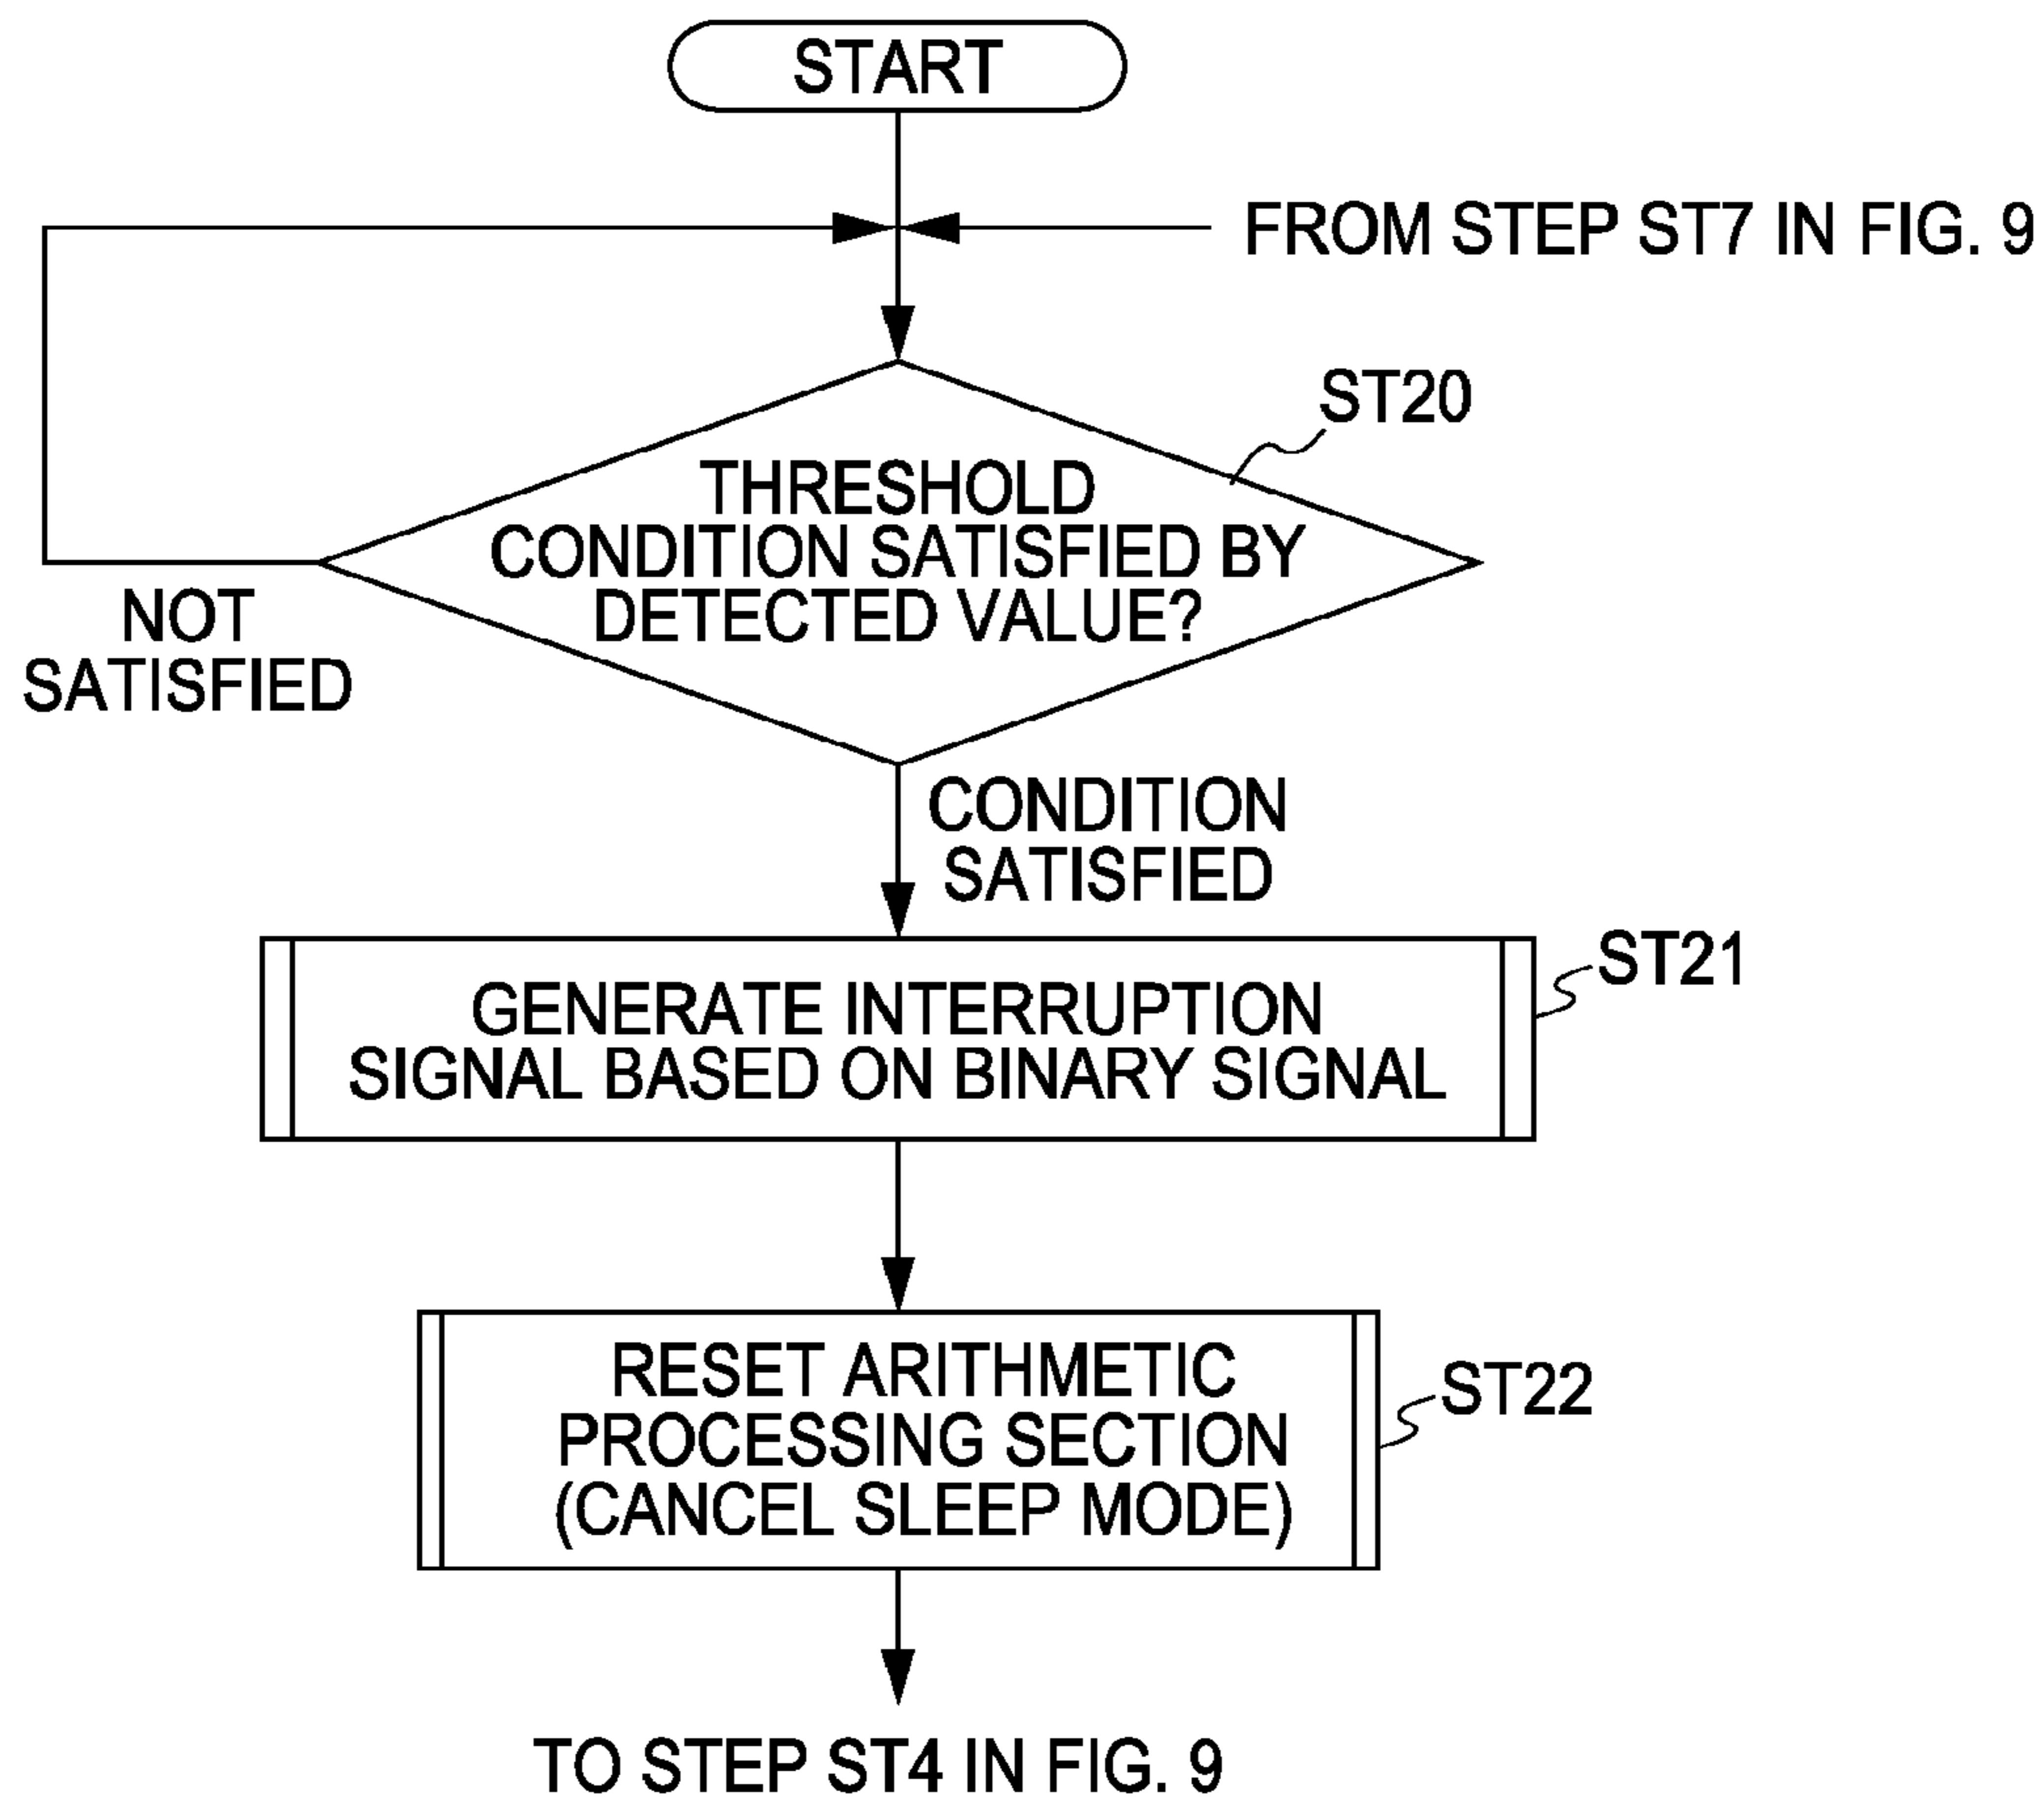 START
FROM STEP ST7 IN FIG. 9
ST20
THRESHOLD
CONDITION SATISFIED BY
DETECTED VALUE?
NOT
SATISFIED
CONDITION
SATISFIED
ST21
GENERATE INTERRUPTION
SIGNAL BASED ON BINARY SIGNAL
RESET ARITHMETIC
PROCESSING SECTION
(CANCEL SLEEP MODE)
ST22
TO STEP ST4 IN FIG. 9